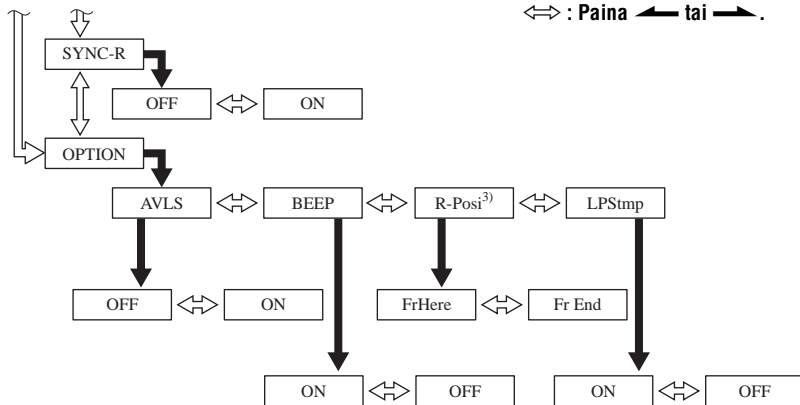 : Paina tai .
SYNC-R
OFF ON
OPTION
AVLS BEEP R-Posi3) LPStmp
OFF ON FrHere Fr End
ON OFF ON OFF